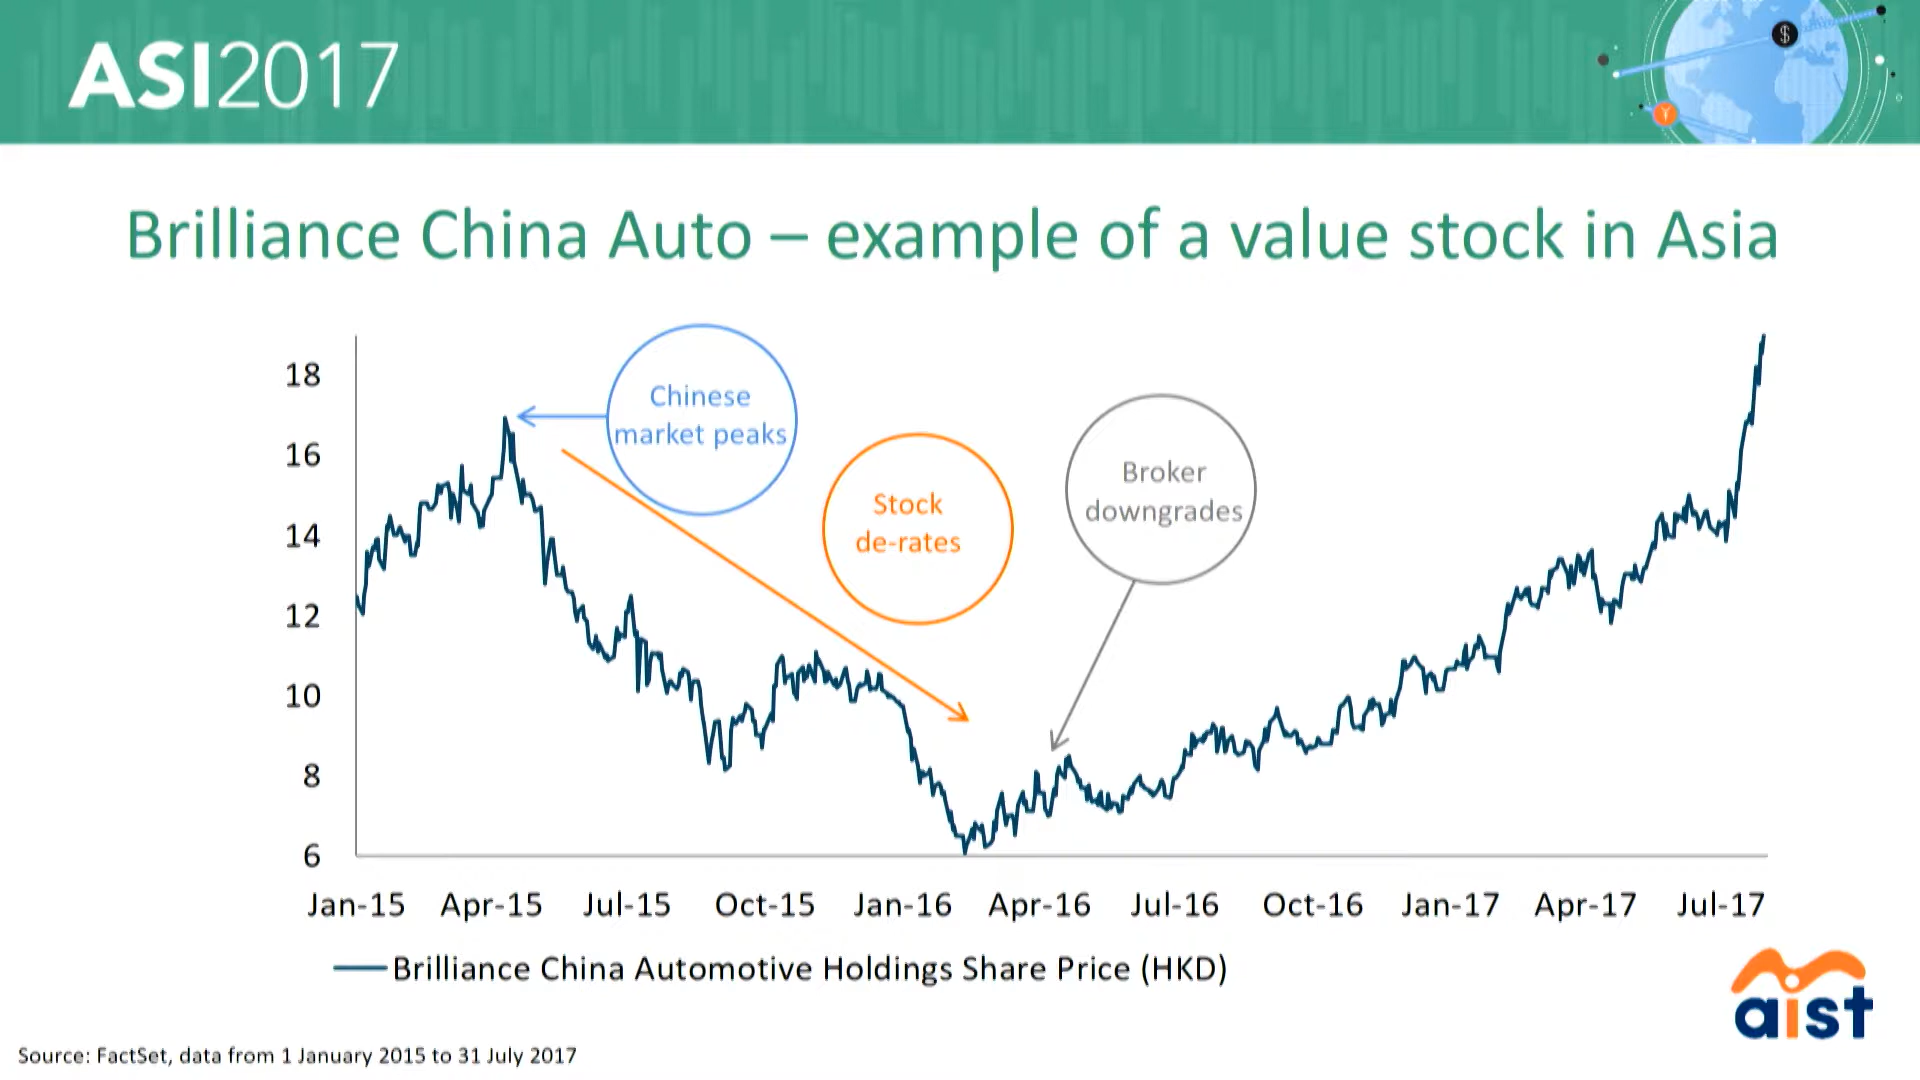 ASI2017
$
¥
Brilliance China Auto – example of a value stock in Asia
Chinese
market peaks
Stock
de-rates
Broker
downgrades
18
16
14
12
10
8
6
Jan-15 Apr-15 Jul-15 Oct-15 Jan-16 Apr-16 Jul-16 Oct-16 Jan-17 Apr-17 Jul-17
Brilliance China Automotive Holdings Share Price (HKD)
aist
Source: FactSet, data from 1 January 2015 to 31 July 2017